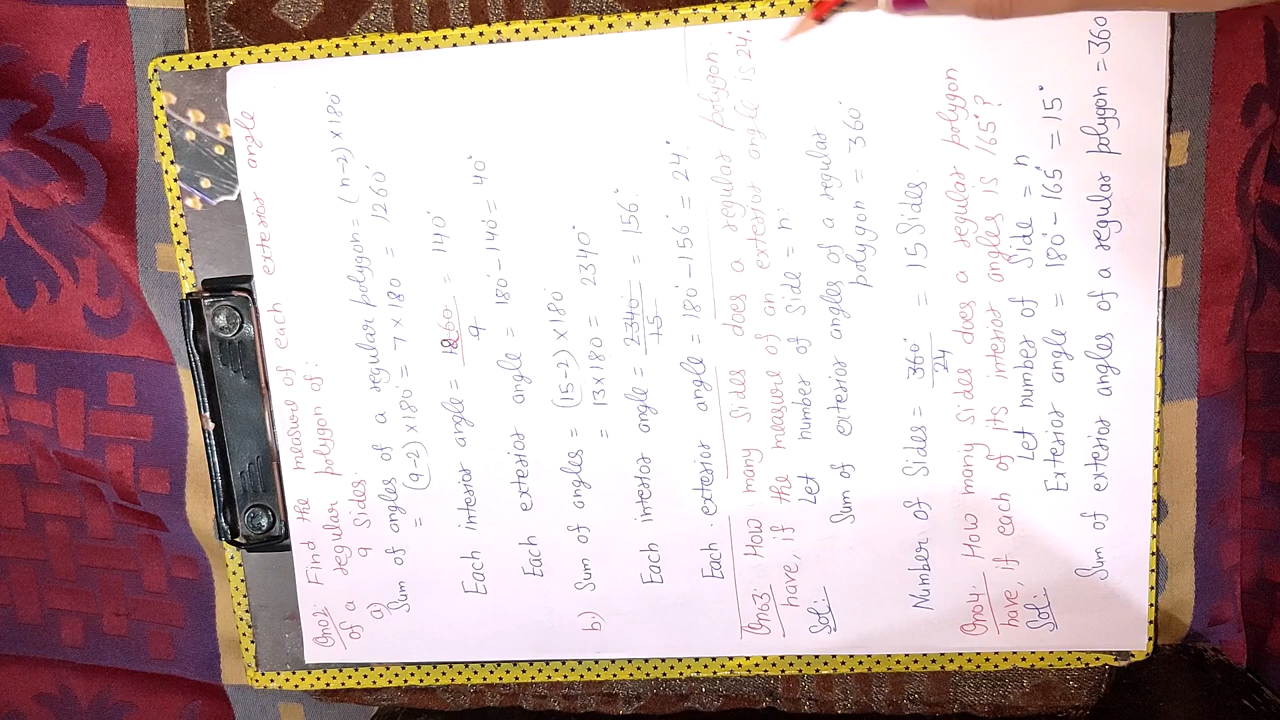 Qno2: Find the measure of each exterior angle
of a regular polygon of:
a) 9 Sides.
Sum of angles of a regular polygon = (n-2) × 180°
= (9-2) × 180° = 7 × 180 = 1260°
Each interior angle = 1260/9 = 140°
Each exterior angle = 180° - 140° = 40°
b.) Sum of angles = (15-2) × 180°
= 13 × 180 = 2340°
Each interior angle = 2340/15 = 156°
Each exterior angle = 180° - 156° = 24°
Qno3: How many sides does a regular polygon
have, if the measure of an exterior angle is 24°.
Sol: Let number of Side = n.
Sum of exterior angles of a regular
polygon = 360°
Number of Sides = 360°/24 = 15 Sides.
Qno4: How many sides does a regular polygon
have, if each of its interior angles is 165°?
Sol: Let number of Side = n
Exterior angle = 180° - 165° = 15°
Sum of exterior angles of a regular polygon = 360